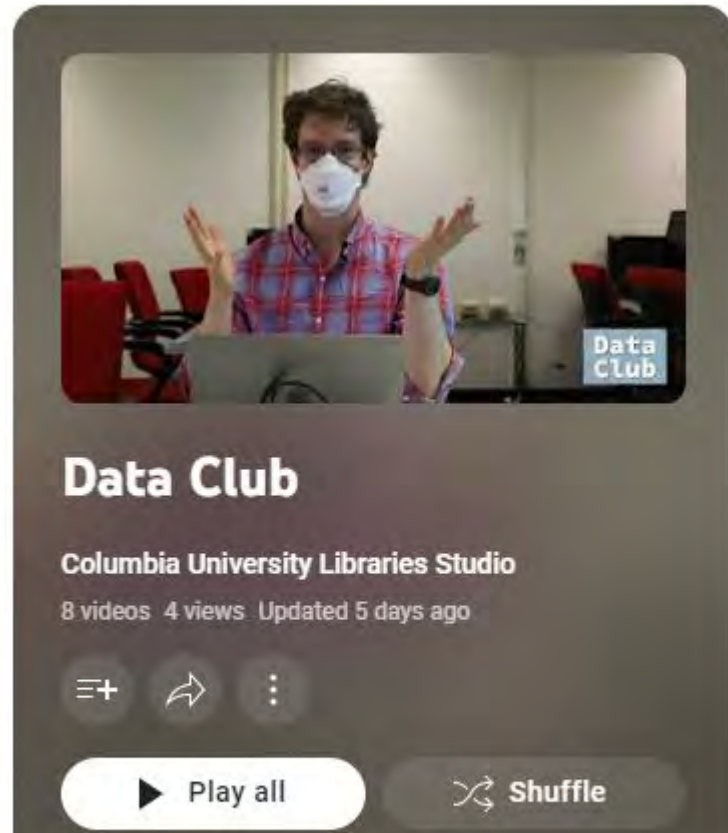 Data
Club
Data Club
Columbia University Libraries Studio
8 videos 4 views Updated 5 days ago
Play all
Shuffle